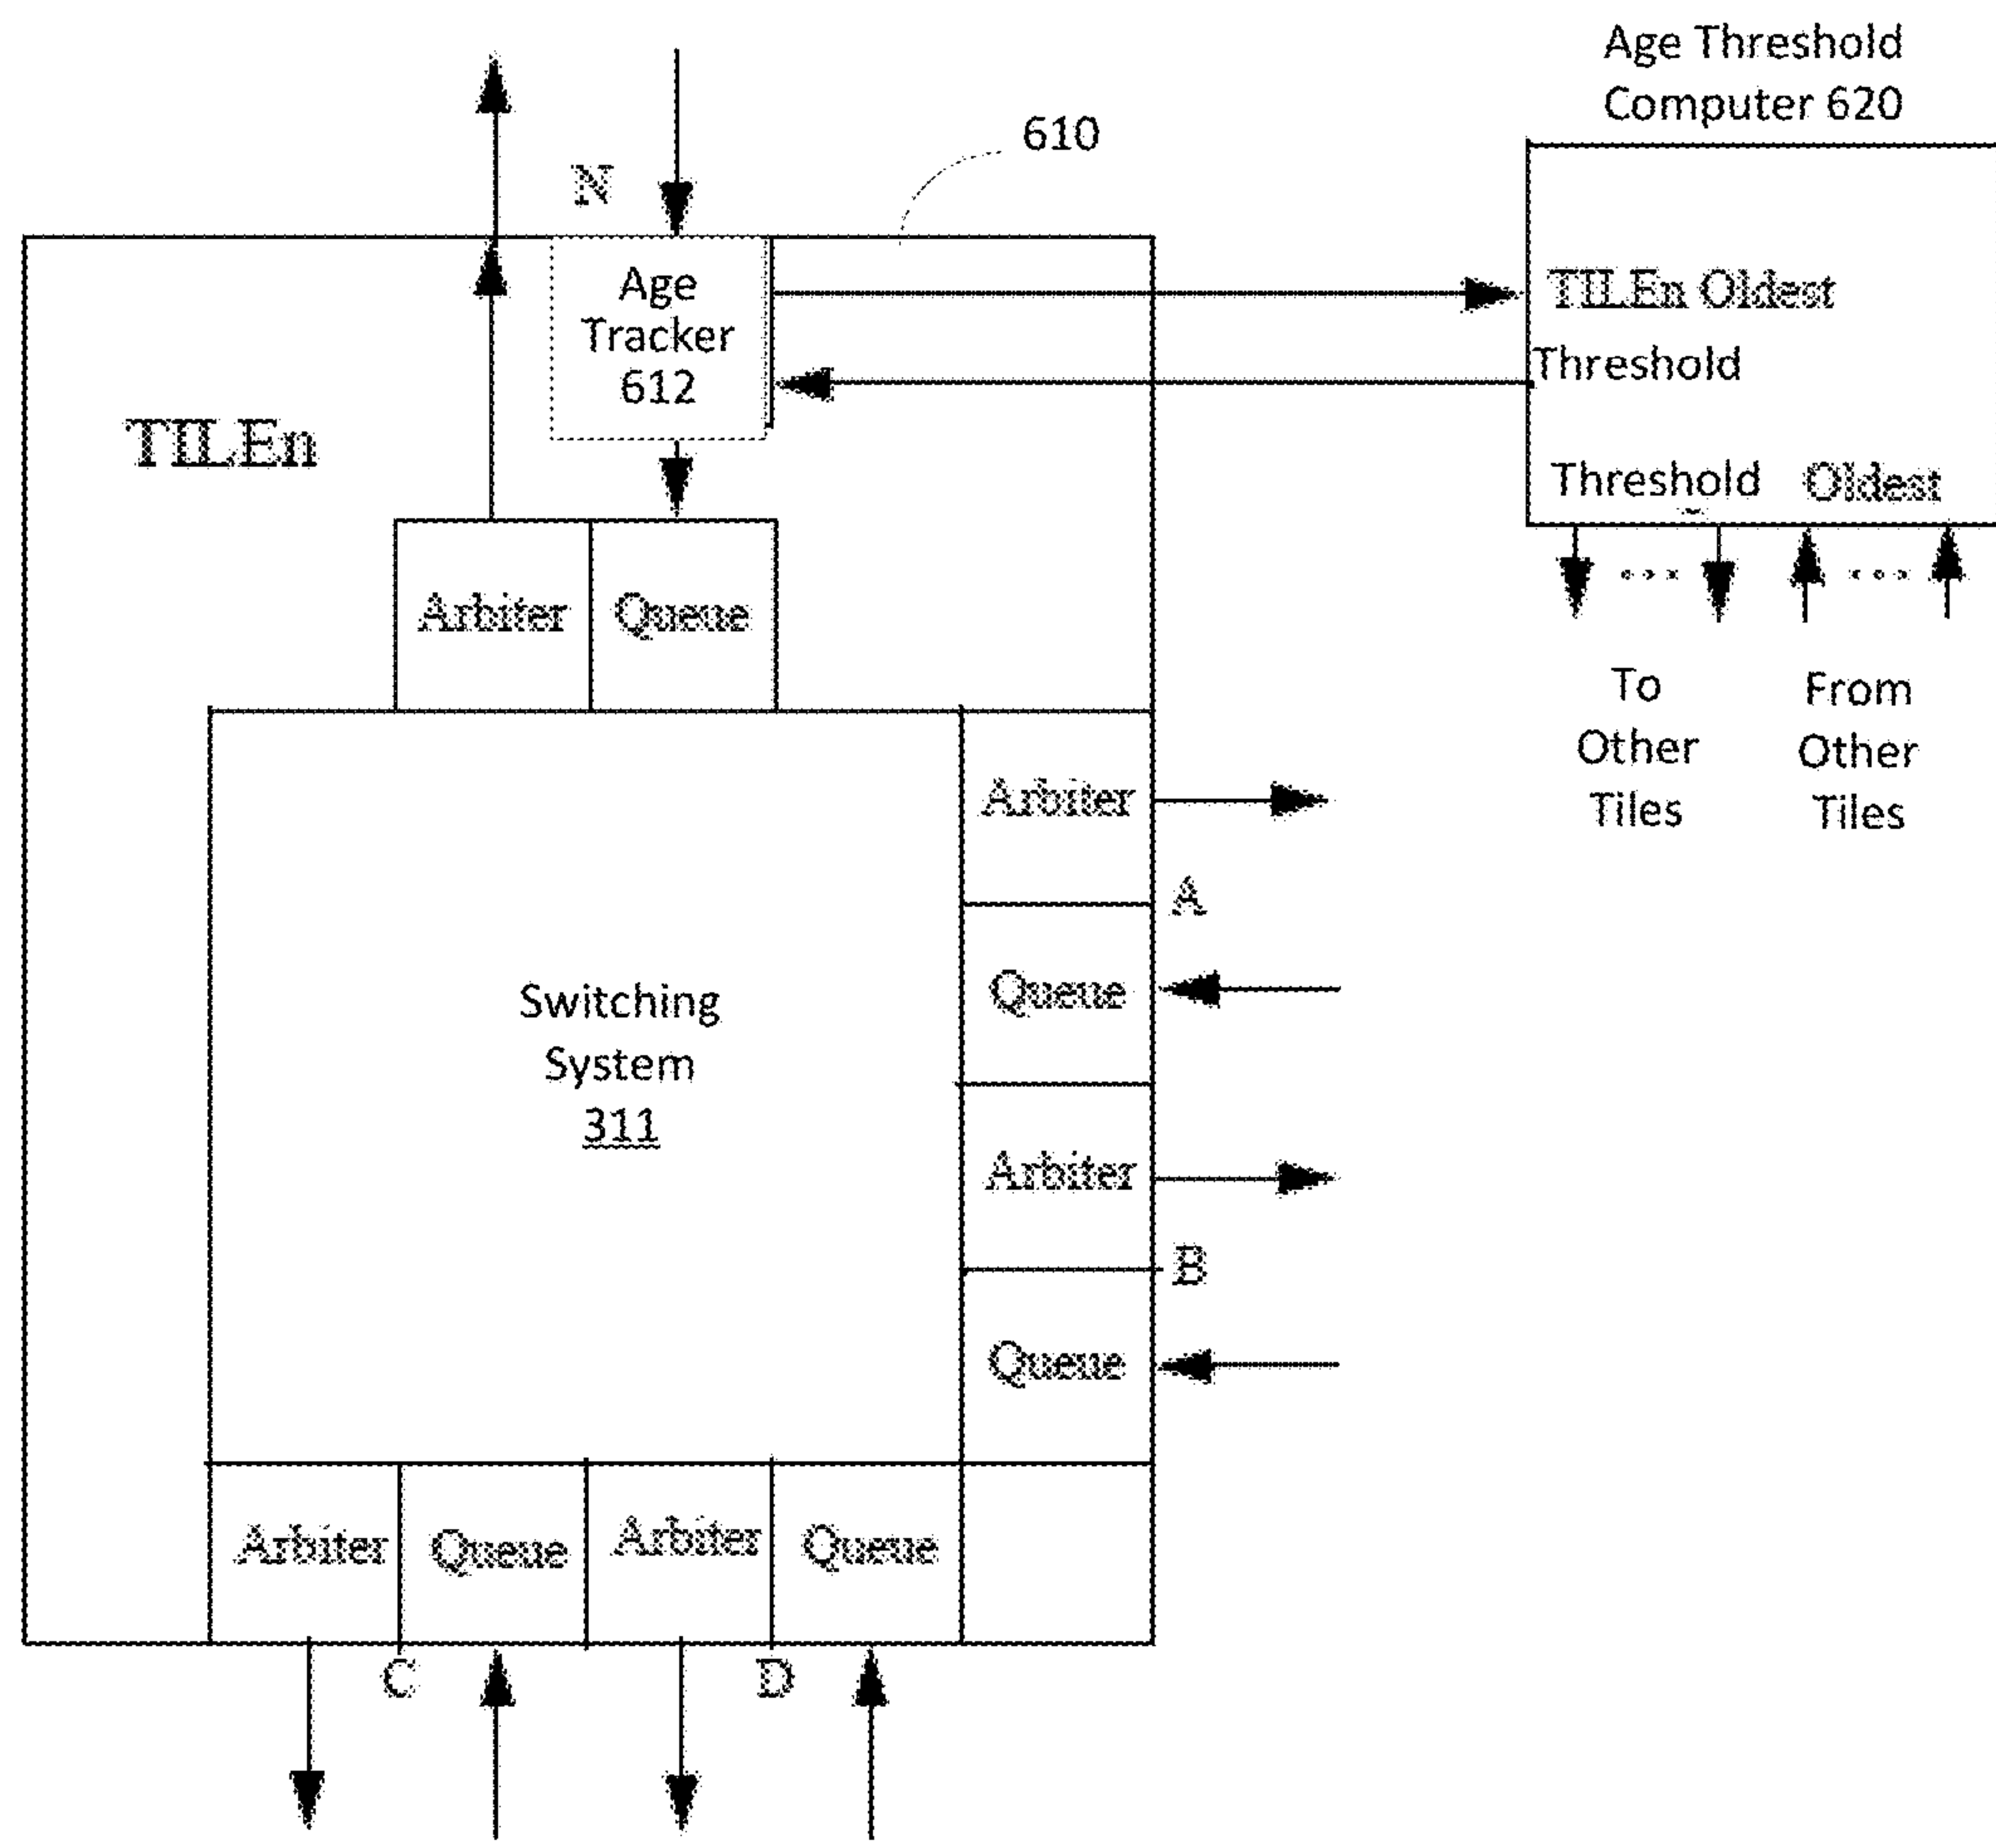 Age Threshold
Computer 620
N
610
Age
Tracker
612
TILEn Oldest
Threshold
TILEn
Threshold Oldest
Arbiter Queue
To
Other
Tiles
From
Other
Tiles
Arbiter
A
Queue
Switching
System
311
Arbiter
B
Queue
Arbiter Queue Arbiter Queue
C D